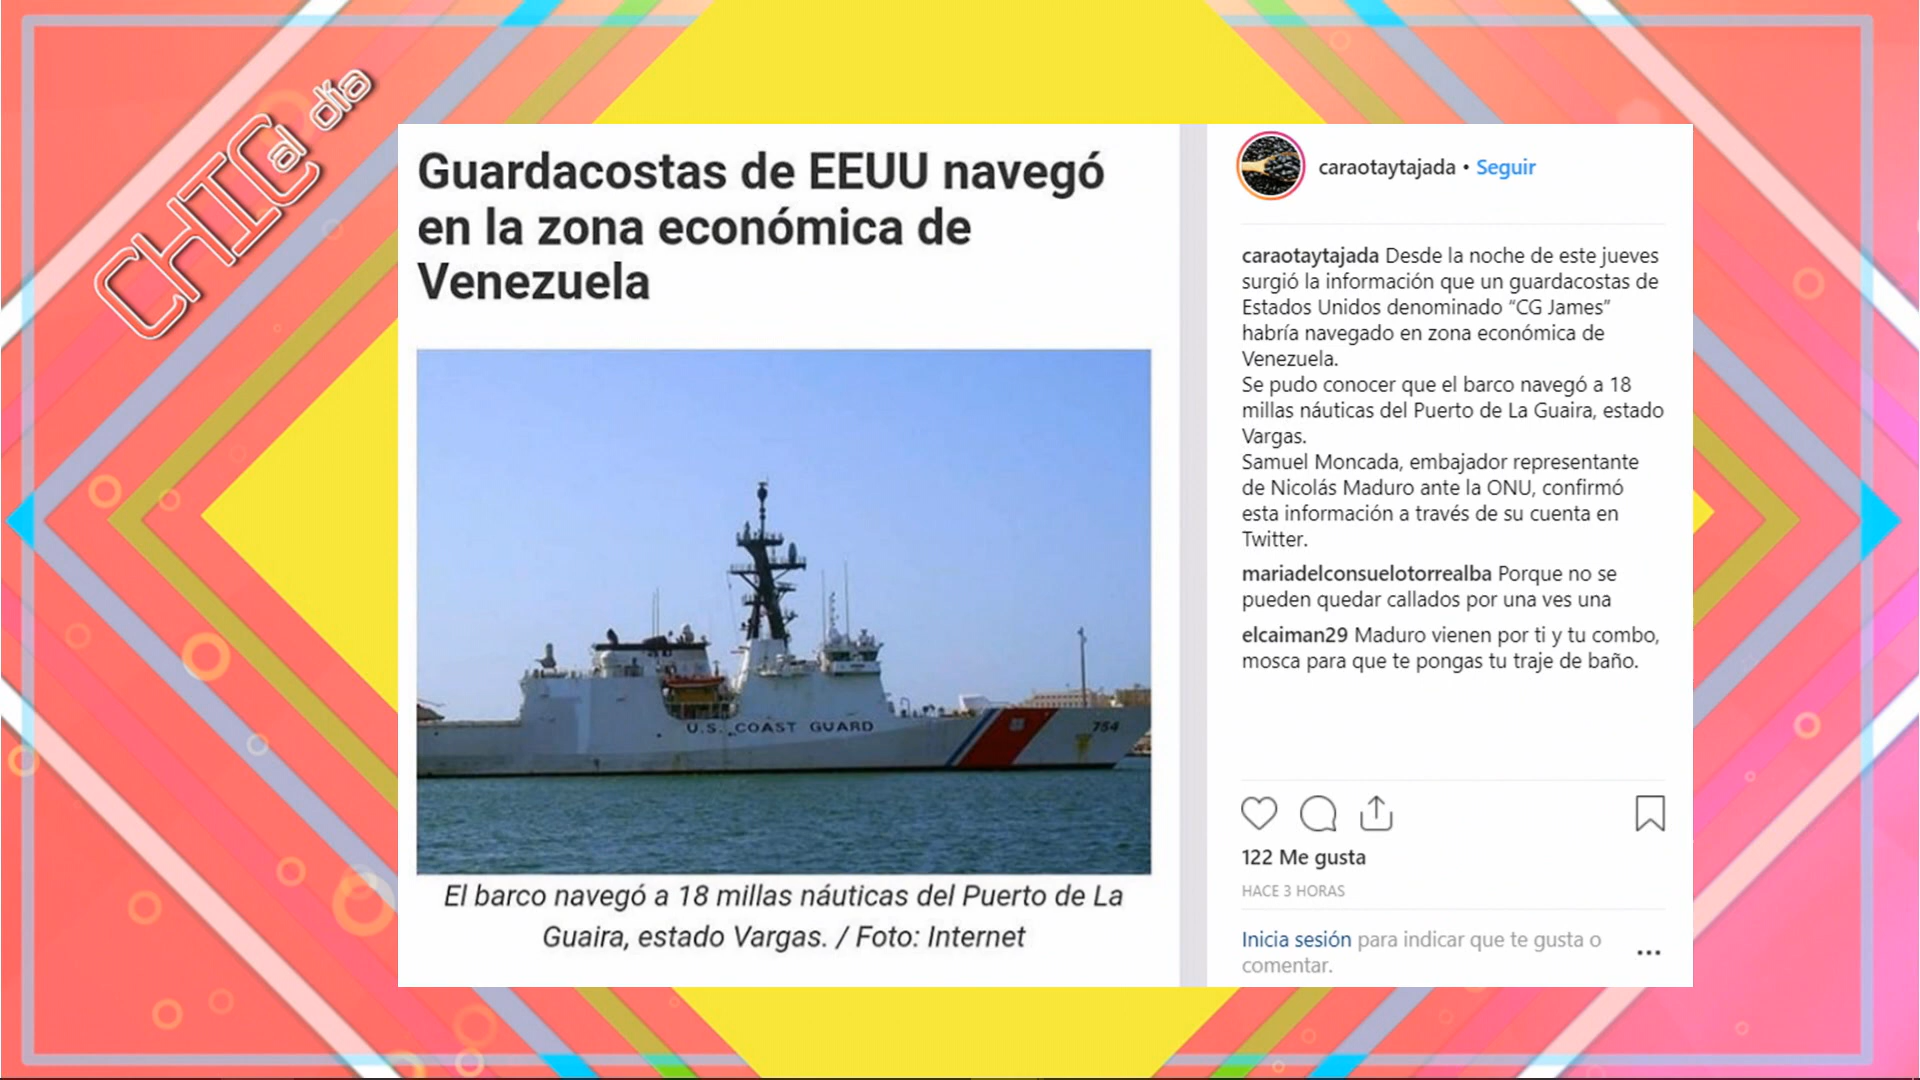 CHIC al día
Guardacostas de EEUU navegó
en la zona económica de
Venezuela
U.S. COAST GUARD
754
El barco navegó a 18 millas náuticas del Puerto de La
Guaira, estado Vargas. / Foto: Internet
caraotaytajada • Seguir
caraotaytajada Desde la noche de este jueves
surgió la información que un guardacostas de
Estados Unidos denominado “CG James”
habría navegado en zona económica de
Venezuela.
Se pudo conocer que el barco navegó a 18
millas náuticas del Puerto de La Guaira, estado
Vargas.
Samuel Moncada, embajador representante
de Nicolás Maduro ante la ONU, confirmó
esta información a través de su cuenta en
Twitter.
mariadelconsuelotorrealba Porque no se
pueden quedar callados por una ves una
elcaiman29 Maduro vienen por ti y tu combo,
mosca para que te pongas tu traje de baño.
122 Me gusta
HACE 3 HORAS
Inicia sesión para indicar que te gusta o
comentar.